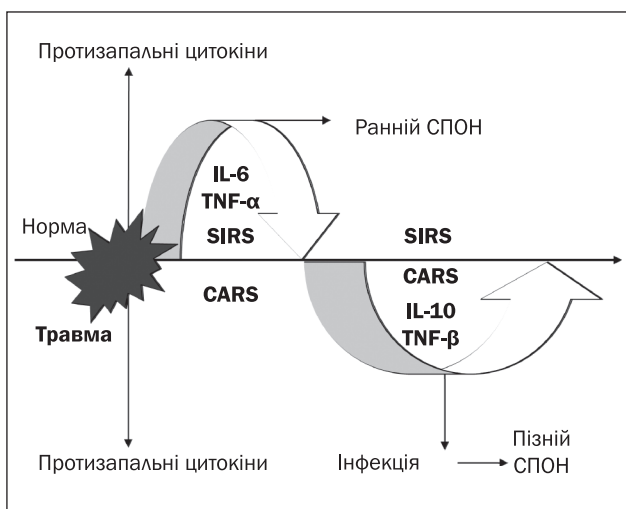 Протизапальні цитокіни
Ранній СПОН
IL-6
TNF-α
Норма
SIRS
SIRS
CARS
CARS
IL-10
TNF-β
Травма
Протизапальні цитокіни
Інфекція
Пізній
СПОН